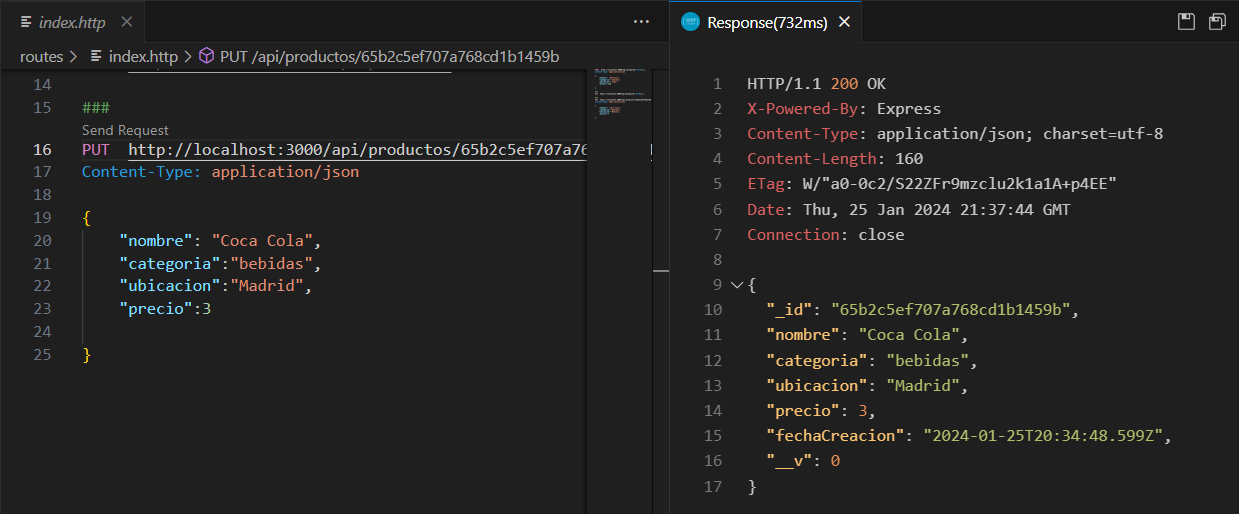 index.http
routes > index.http > PUT /api/productos/65b2c5ef707a768cd1b1459b
14
15 ###
Send Request
16 PUT http://localhost:3000/api/productos/65b2c5ef707a76
17 Content-Type: application/json
18
19 {
20 "nombre": "Coca Cola",
21 "categoria":"bebidas",
22 "ubicacion":"Madrid",
23 "precio":3
24
25 }
Response(732ms)
1 HTTP/1.1 200 OK
2 X-Powered-By: Express
3 Content-Type: application/json; charset=utf-8
4 Content-Length: 160
5 ETag: W/"a0-0c2/S22ZFr9mzclu2k1a1A+p4EE"
6 Date: Thu, 25 Jan 2024 21:37:44 GMT
7 Connection: close
8
9 {
10 "_id": "65b2c5ef707a768cd1b1459b",
11 "nombre": "Coca Cola",
12 "categoria": "bebidas",
13 "ubicacion": "Madrid",
14 "precio": 3,
15 "fechaCreacion": "2024-01-25T20:34:48.599Z",
16 "__v": 0
17 }